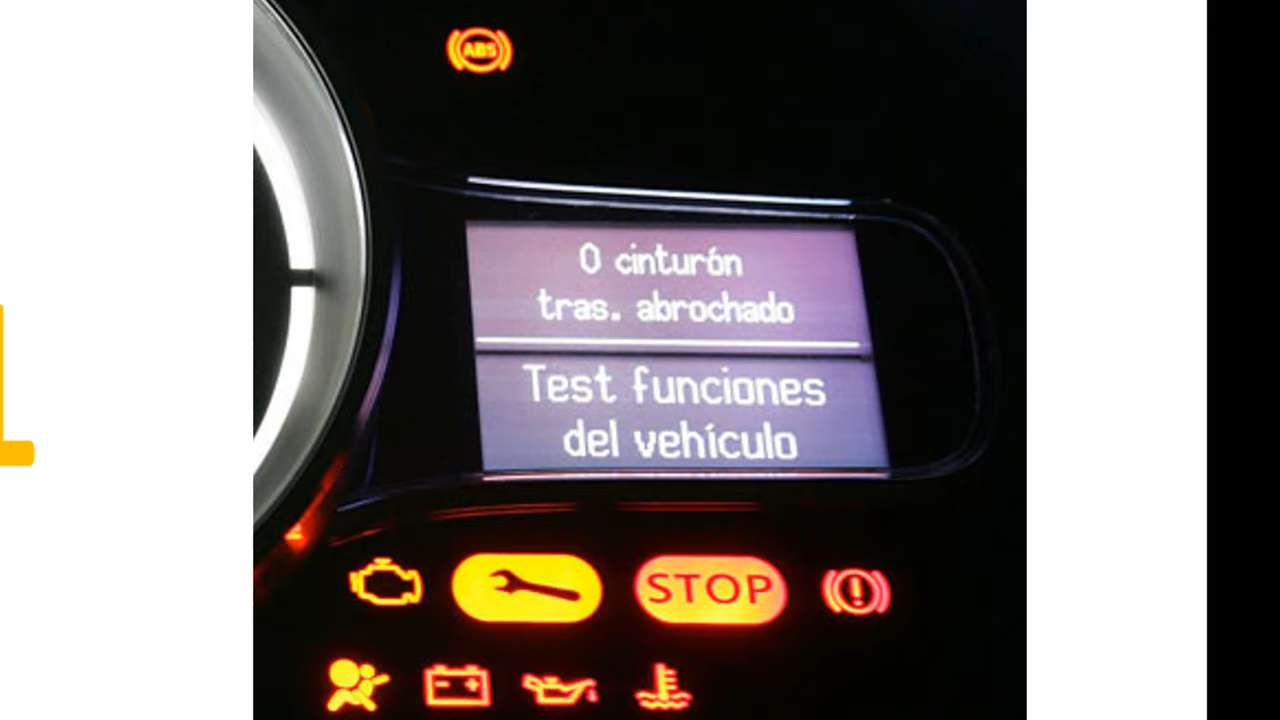 ABS
0 cinturón
tras. abrochado
Test funciones
del vehículo
STOP